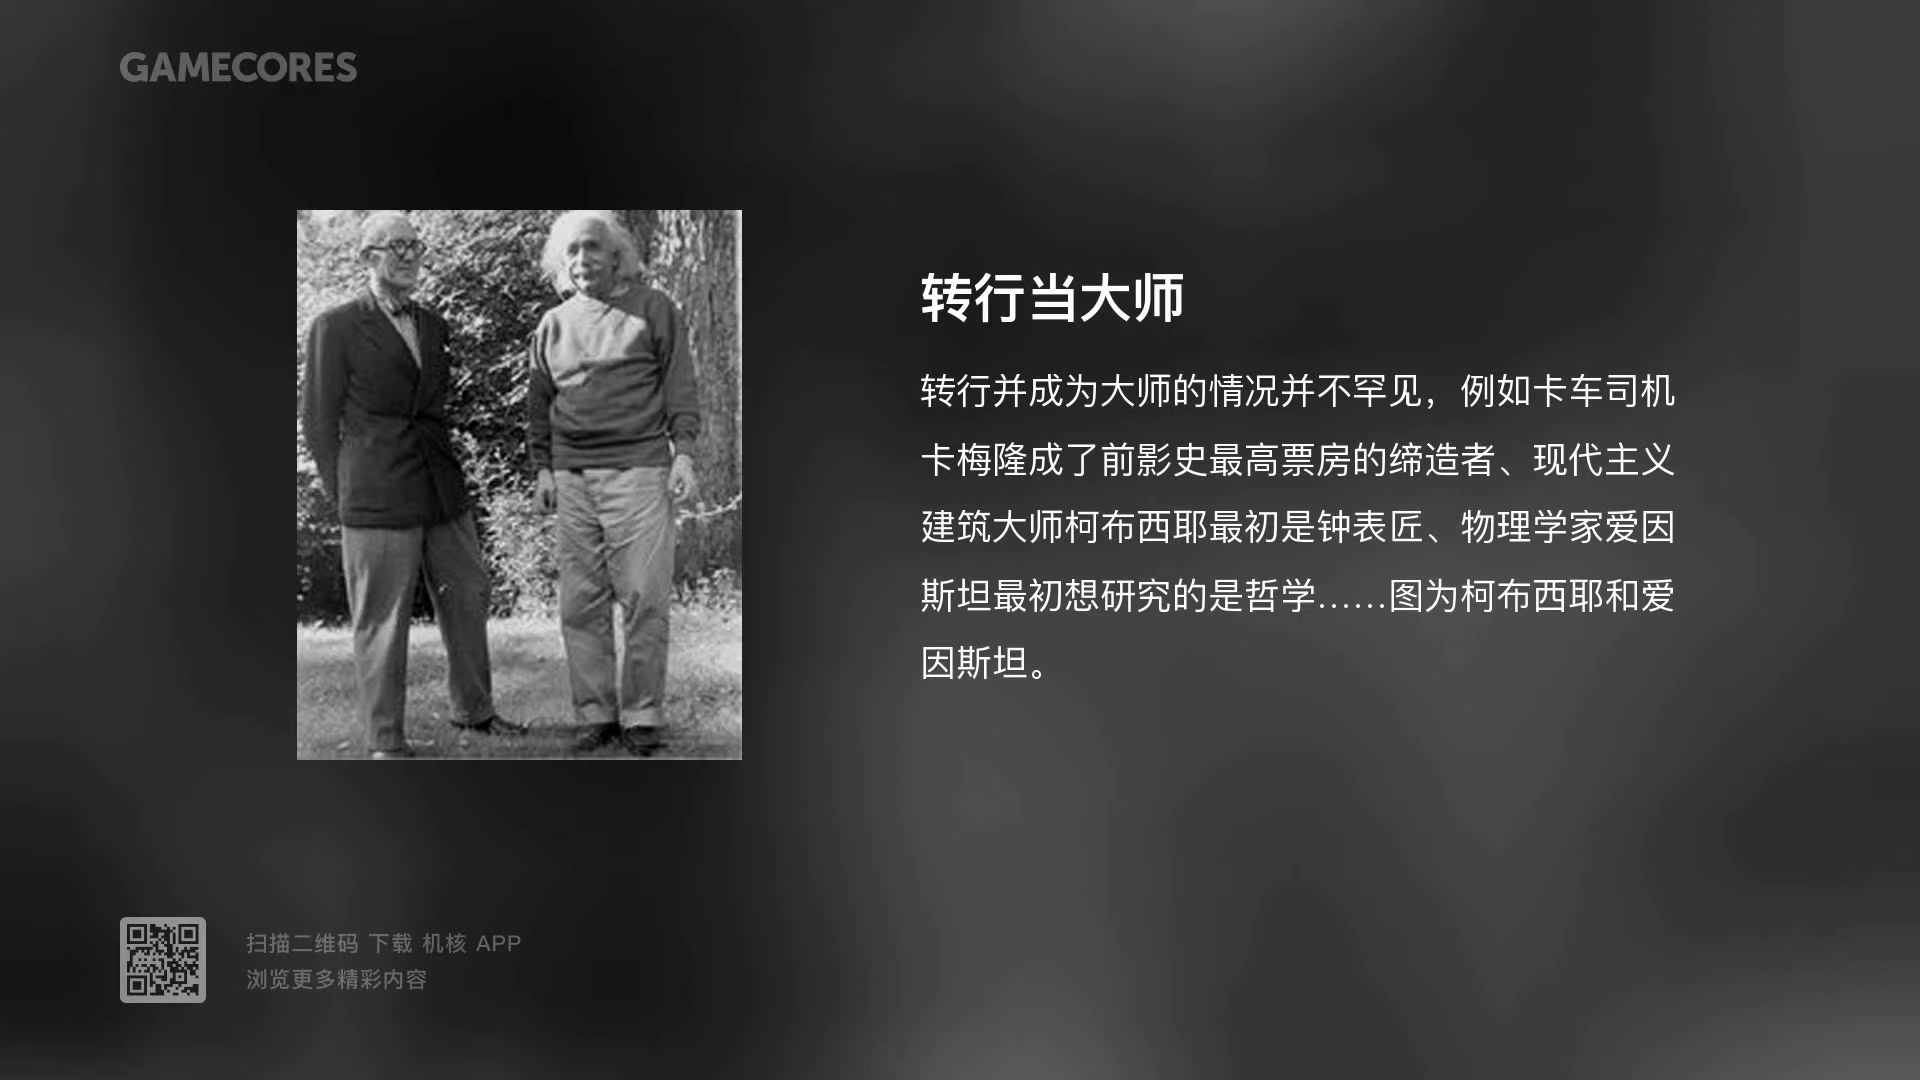 GAMECORES
转行当大师
转行并成为大师的情况并不罕见，例如卡车司机
卡梅隆成了前影史最高票房的缔造者、现代主义
建筑大师柯布西耶最初是钟表匠、物理学家爱因
斯坦最初想研究的是哲学……图为柯布西耶和爱
因斯坦。
扫描二维码 下载 机核 APP
浏览更多精彩内容